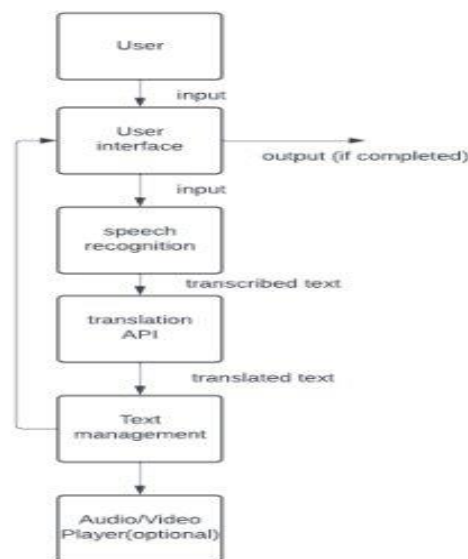 User
input
User
interface
output (if completed)
input
speech
recognition
transcribed text
translation
API
translated text
Text
management
Audio/Video
Player(optional)